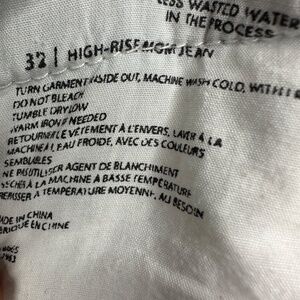 LESS WASTED WATER
IN THE PROCESS
32 | HIGH-RISE MOM JEAN
TURN GARMENT INSIDE OUT, MACHINE WASH COLD, WITH
DO NOT BLEACH
TUMBLE DRY LOW
WARM IRON IF NEEDED
RETOURNER LE VÊTEMENT À L'ENVERS. LAVER À LA
MACHINE À L'EAU FROIDE, AVEC DES COULEURS
SEMBLABLES
NE PAS UTILISER AGENT DE BLANCHIMENT
SÉCHER À LA MACHINE À BASSE TEMPÉRATURE
REPASSER À TEMPÉRATURE MOYENNE, AU BESOIN
MADE IN CHINA
FABRIQUÉ EN CHINE